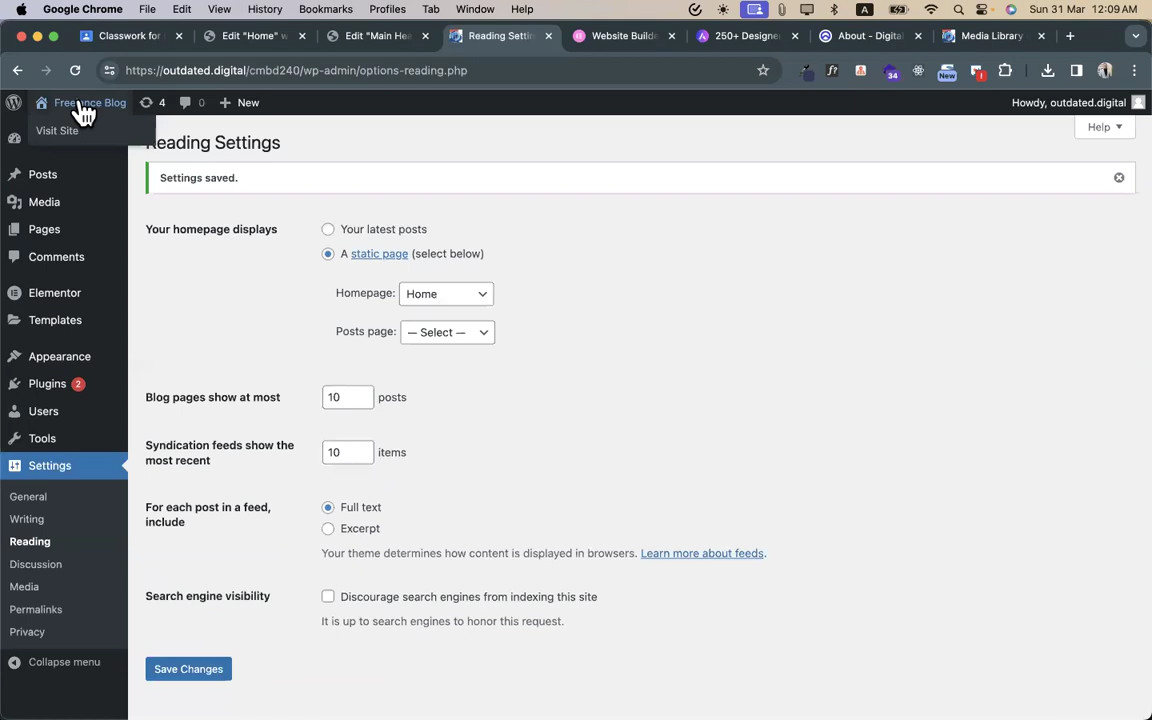 Google Chrome File Edit View History Bookmarks Profiles Tab Window Help A Sun 31 Mar 12:09 AM
Classwork for Edit "Home" w Edit "Main He Reading Settin Website Builde 250+ Designe About - Digital Media Library
https://outdated.digital/cmbd240/wp-admin/options-reading.php
34 New
Freelance Blog 4 0 New Howdy, outdated.digital
Visit Site
Help
Reading Settings
Settings saved.
Posts
Media
Pages
Comments
Elementor
Templates
Appearance
Plugins 2
Users
Tools
Settings
General
Writing
Reading
Discussion
Media
Permalinks
Privacy
Collapse menu
Your homepage displays
Your latest posts
A static page (select below)
Homepage: Home
Posts page: — Select —
Blog pages show at most 10 posts
Syndication feeds show the
most recent
10 items
For each post in a feed,
include
Full text
Excerpt
Your theme determines how content is displayed in browsers. Learn more about feeds.
Search engine visibility
Discourage search engines from indexing this site
It is up to search engines to honor this request.
Save Changes